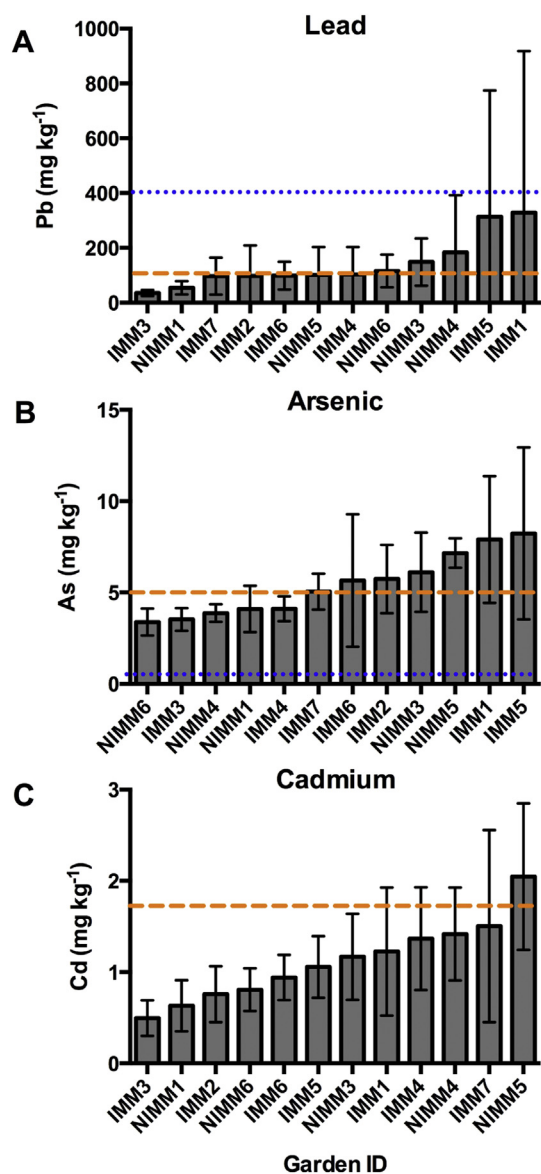 A
Lead
Pb (mg kg-1)
1000
800
600
400
200
0
IMM3
NIMM1
IMM7
IMM2
IMM6
NIMM5
IMM4
NIMM6
NIMM3
NIMM4
IMM5
IMM1
B
Arsenic
As (mg kg-1)
15
10
5
0
NIMM6
IMM3
NIMM4
NIMM1
IMM4
IMM7
IMM6
IMM2
NIMM3
NIMM5
IMM1
IMM5
C
Cadmium
Cd (mg kg-1)
3
2
1
0
IMM3
NIMM1
IMM2
NIMM6
IMM6
IMM5
NIMM3
IMM1
IMM4
NIMM4
IMM7
NIMM5
Garden ID